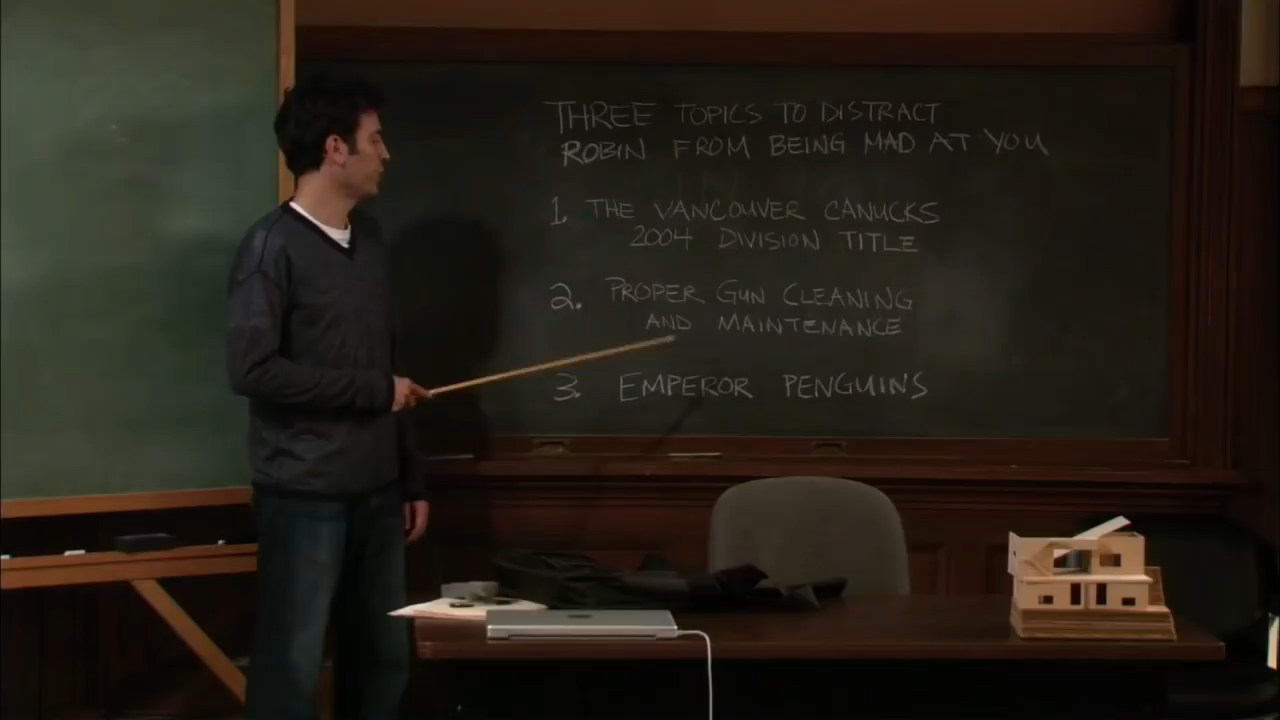 THREE TOPICS TO DISTRACT
ROBIN FROM BEING MAD AT YOU
1. THE VANCOUVER CANUCKS
2004 DIVISION TITLE
2. PROPER GUN CLEANING
AND MAINTENANCE
3. EMPEROR PENGUINS